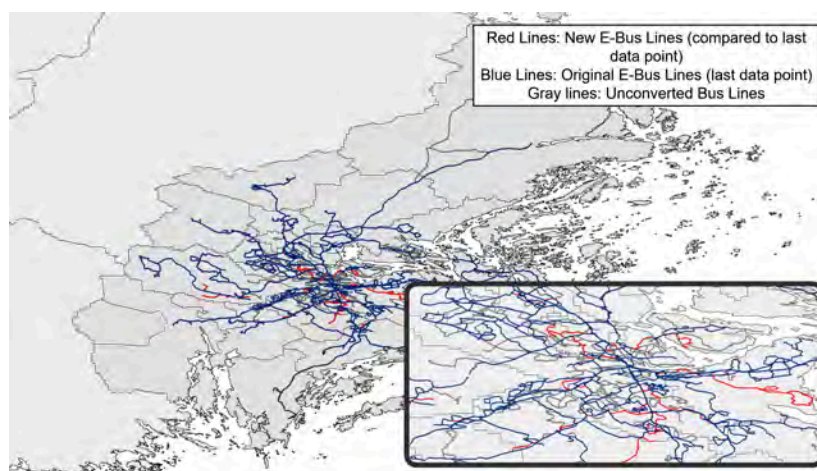 Red Lines: New E-Bus Lines (compared to last
data point)
Blue Lines: Original E-Bus Lines (last data point)
Gray lines: Unconverted Bus Lines